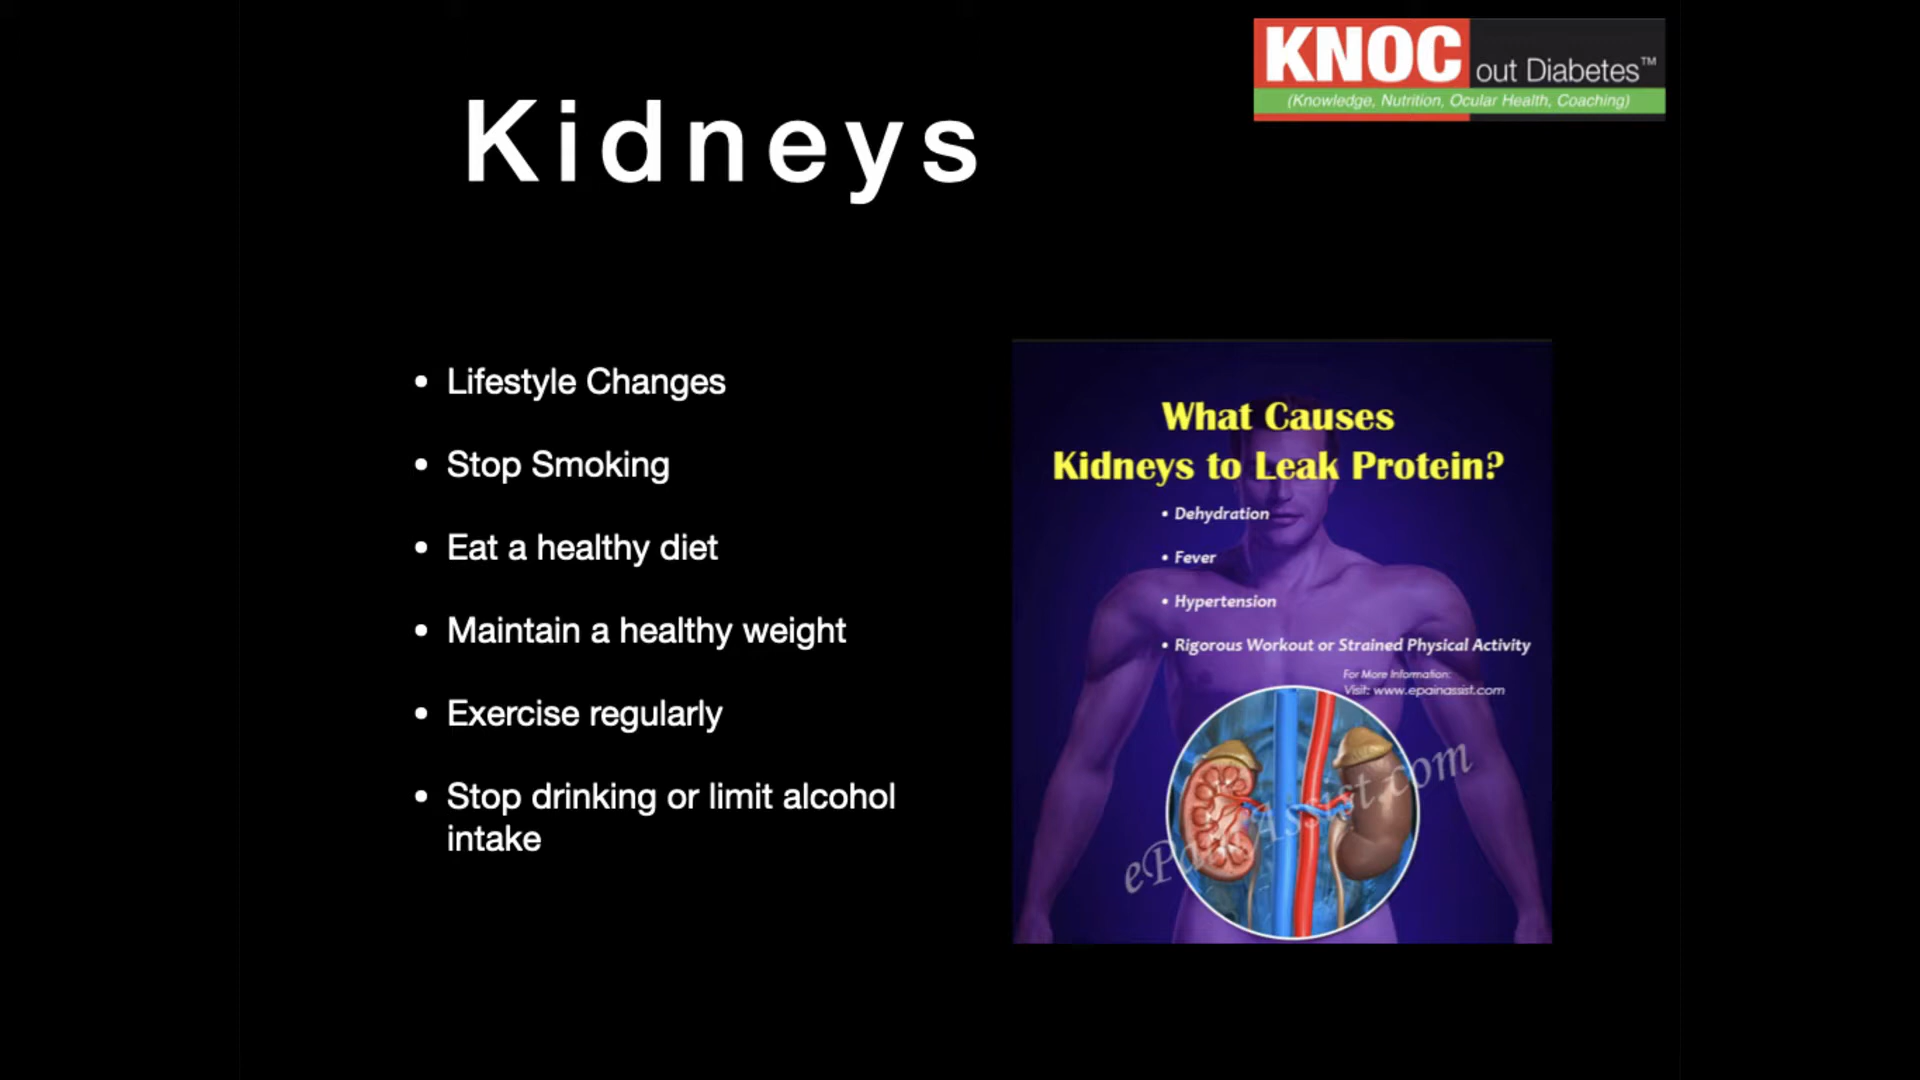 KNOC out Diabetes™
(Knowledge, Nutrition, Ocular Health, Coaching)
Kidneys
• Lifestyle Changes
• Stop Smoking
• Eat a healthy diet
• Maintain a healthy weight
• Exercise regularly
• Stop drinking or limit alcohol
intake
What Causes
Kidneys to Leak Protein?
• Dehydration
• Fever
• Hypertension
• Rigorous Workout or Strained Physical Activity
For More Information:
Visit: www.epainassist.com
ePainAssist.com